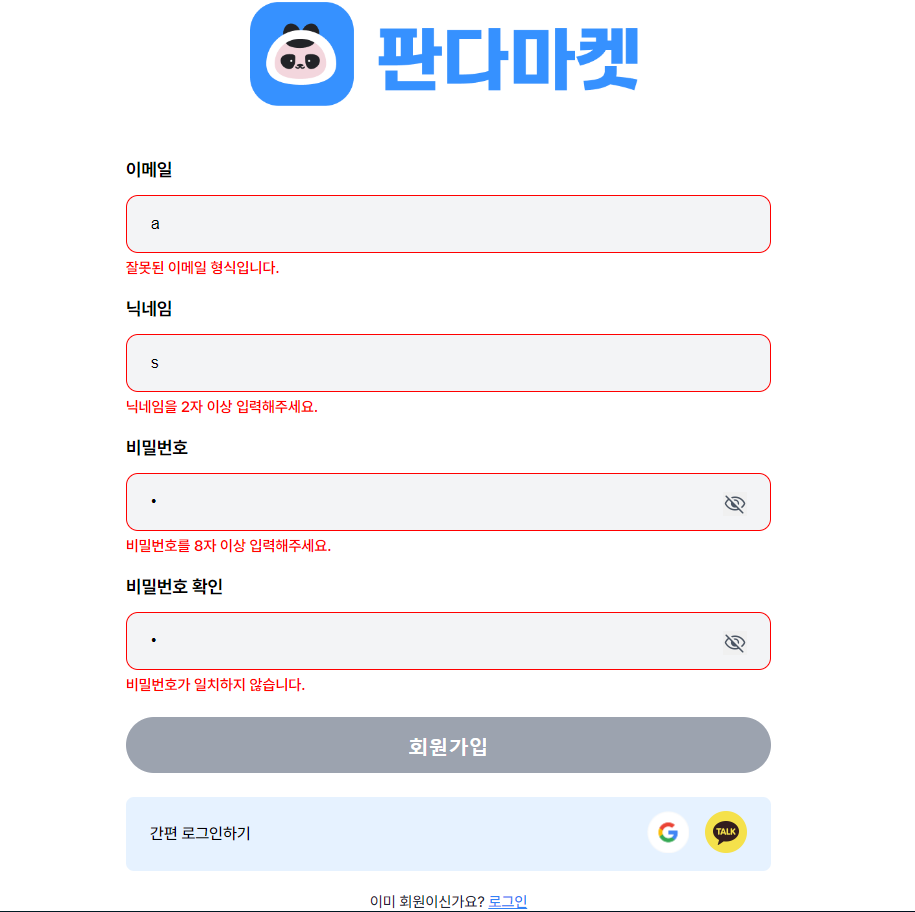 판다마켓
이메일
a
잘못된 이메일 형식입니다.
닉네임
s
닉네임을 2자 이상 입력해주세요.
비밀번호
•
비밀번호를 8자 이상 입력해주세요.
비밀번호 확인
•
비밀번호가 일치하지 않습니다.
회원가입
간편 로그인하기
TALK
이미 회원이신가요? 로그인